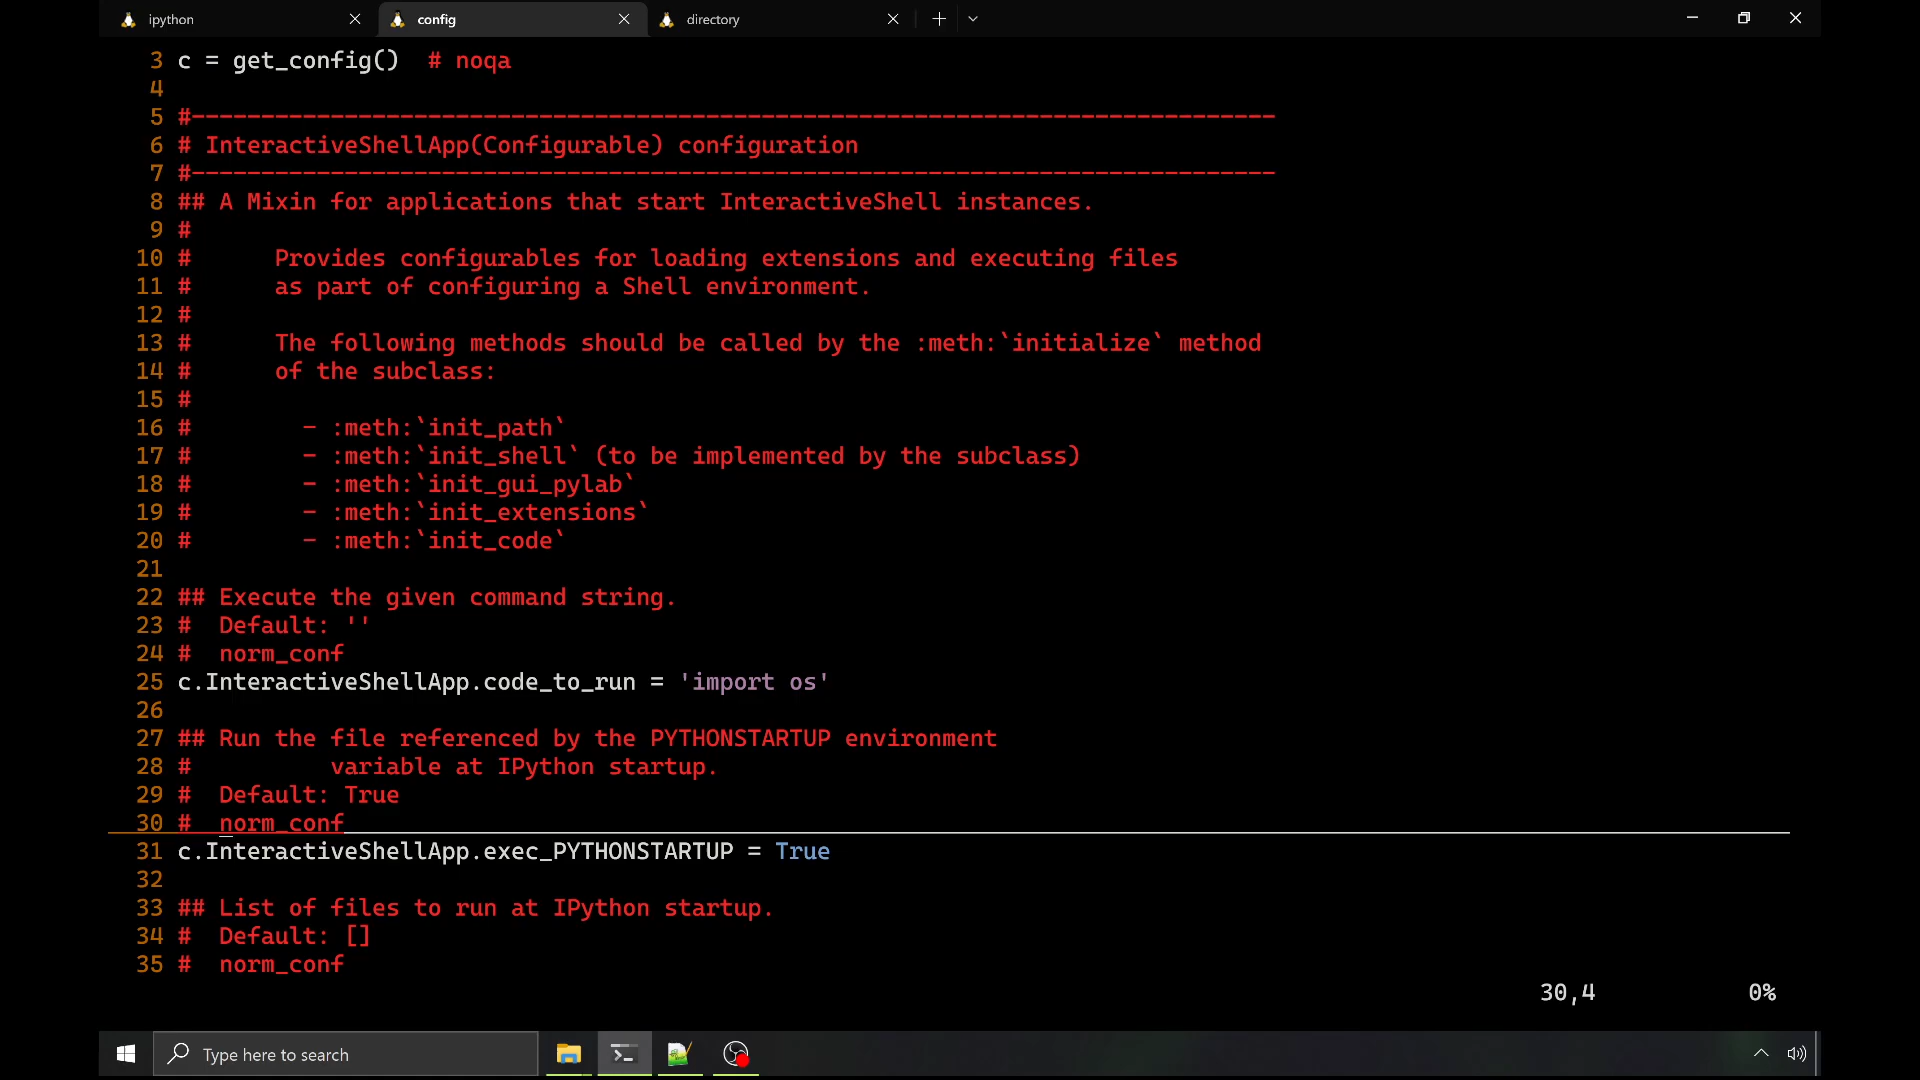 ipython
config
directory
3 c = get_config()  # noqa
4
5 #------------------------------------------------------------------------------
6 # InteractiveShellApp(Configurable) configuration
7 #------------------------------------------------------------------------------
8 ## A Mixin for applications that start InteractiveShell instances.
9 #
10 #      Provides configurables for loading extensions and executing files
11 #      as part of configuring a Shell environment.
12 #
13 #      The following methods should be called by the :meth:`initialize` method
14 #      of the subclass:
15 #
16 #        - :meth:`init_path`
17 #        - :meth:`init_shell` (to be implemented by the subclass)
18 #        - :meth:`init_gui_pylab`
19 #        - :meth:`init_extensions`
20 #        - :meth:`init_code`
21
22 ## Execute the given command string.
23 #  Default: ''
24 #  norm_conf
25 c.InteractiveShellApp.code_to_run = 'import os'
26
27 ## Run the file referenced by the PYTHONSTARTUP environment
28 #          variable at IPython startup.
29 #  Default: True
30 #  norm_conf
31 c.InteractiveShellApp.exec_PYTHONSTARTUP = True
32
33 ## List of files to run at IPython startup.
34 #  Default: []
35 #  norm_conf
30,4 0%
Type here to search